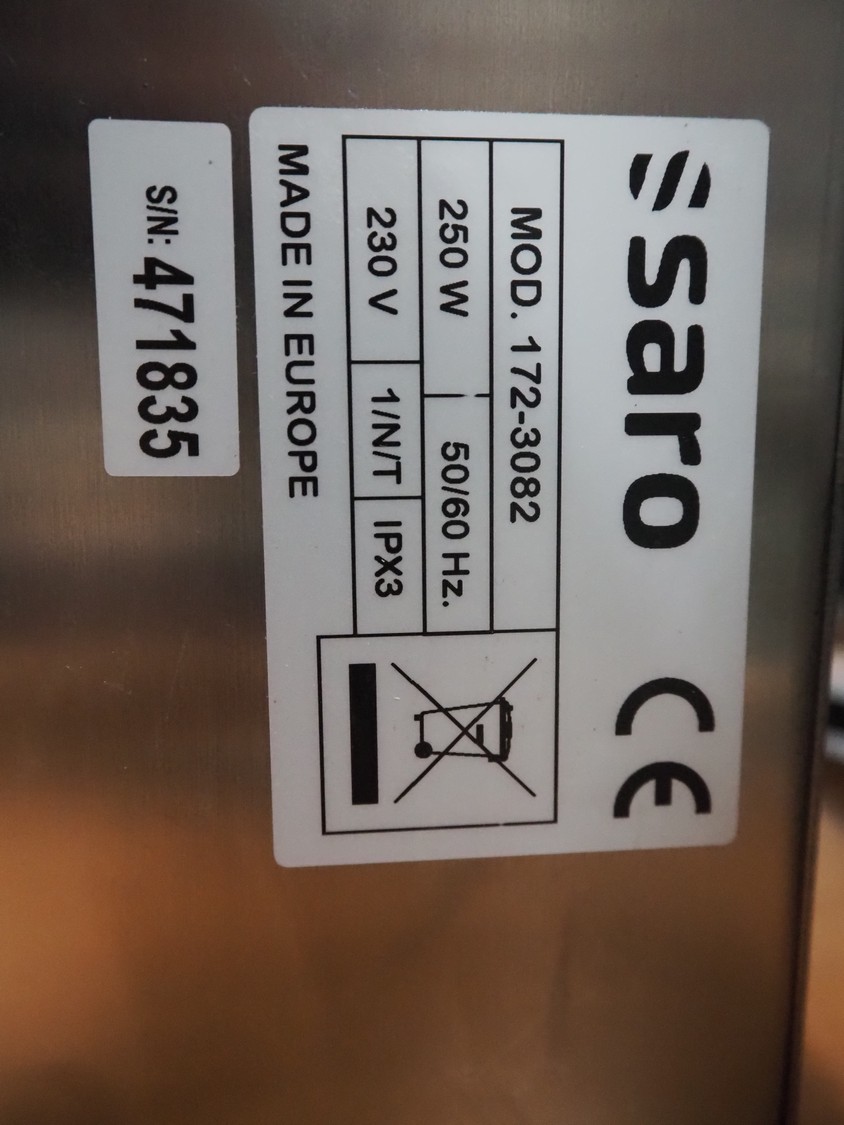 saro CE
MOD. 172-3082
250 W 50/60 Hz.
230 V 1/N/T IPX3
MADE IN EUROPE
S/N: 471835